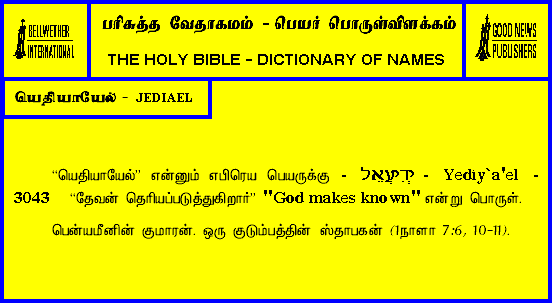 BELLWETHER
INTERNATIONAL
பரிசுத்த வேதாகமம் - பெயர் பொருள்விளக்கம்
THE HOLY BIBLE - DICTIONARY OF NAMES
GOOD NEWS
PUBLISHERS
யெதியாயேல் - JEDIAEL
“யெதியாயேல்” என்னும் எபிரெய பெயருக்கு - - Yediy`a'el -
3043 “தேவன் தெரியப்படுத்துகிறார்” "God makes known" என்று பொருள்.
பென்யமீனின் குமாரன். ஒரு குடும்பத்தின் ஸ்தாபகன் (1நாளா 7:6, 10-11).